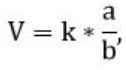 V = k * a/b,